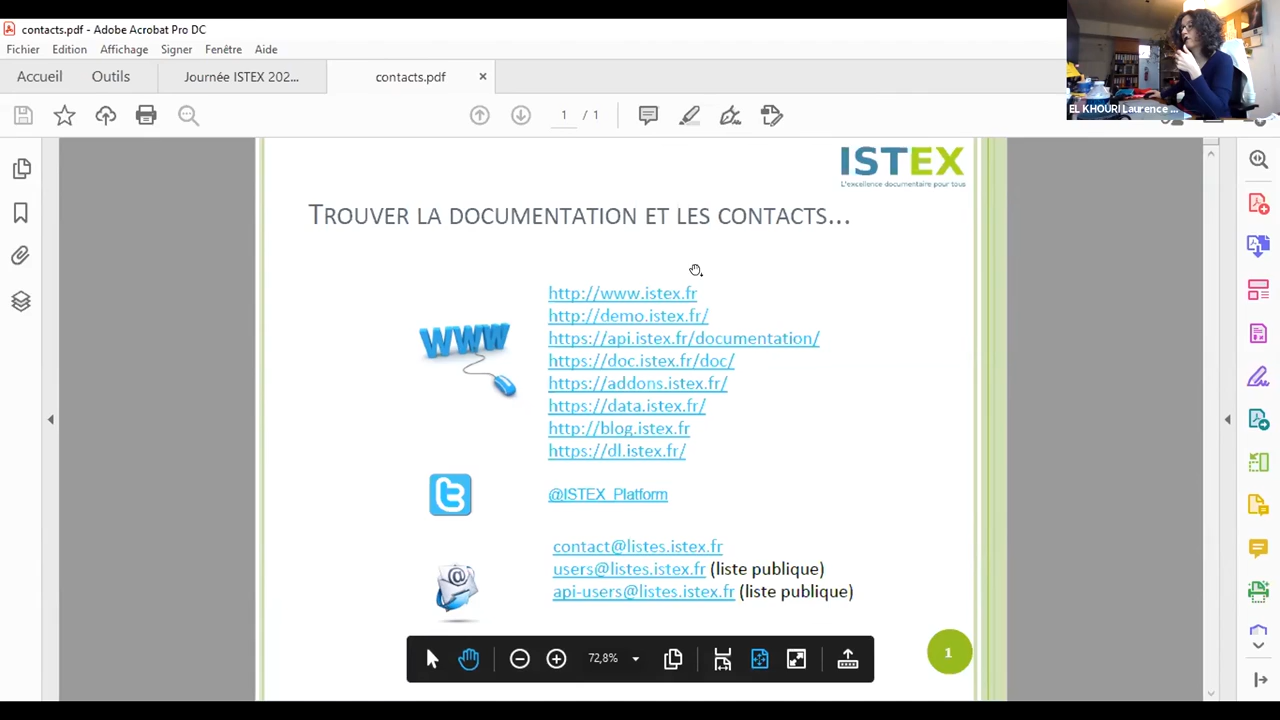 contacts.pdf - Adobe Acrobat Pro DC
Fichier Edition Affichage Signer Fenêtre Aide
Accueil Outils Journée ISTEX 202... contacts.pdf ×
1 / 1
EL KHOURI Laurence ...
ISTEX
L'excellence documentaire pour tous
TROUVER LA DOCUMENTATION ET LES CONTACTS...
http://www.istex.fr
http://demo.istex.fr/
https://api.istex.fr/documentation/
https://doc.istex.fr/doc/
https://addons.istex.fr/
https://data.istex.fr/
http://blog.istex.fr
https://dl.istex.fr/
WWW
@ISTEX_Platform
contact@listes.istex.fr
users@listes.istex.fr (liste publique)
api-users@listes.istex.fr (liste publique)
72,8%
1